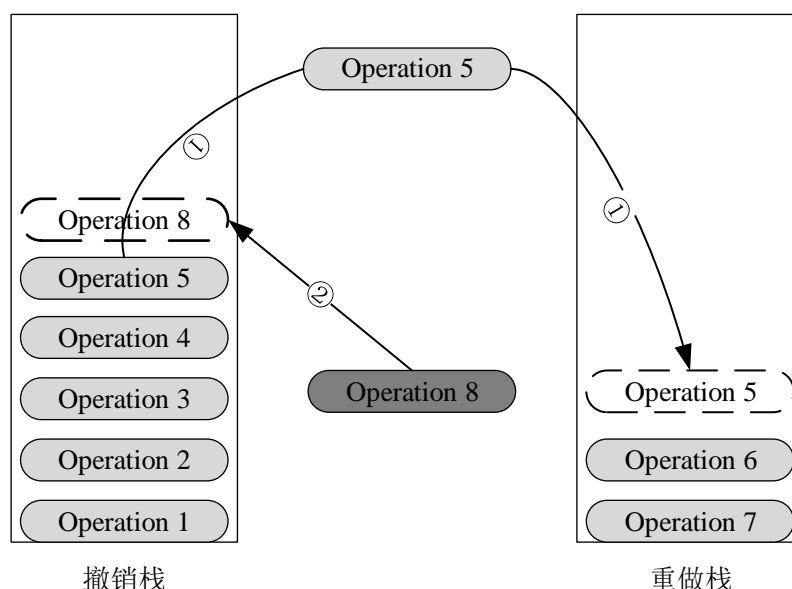 Operation 5
①
①
Operation 8
Operation 5
②
Operation 4
Operation 3
Operation 8
Operation 5
Operation 2
Operation 6
Operation 1
Operation 7
撤销栈
重做栈